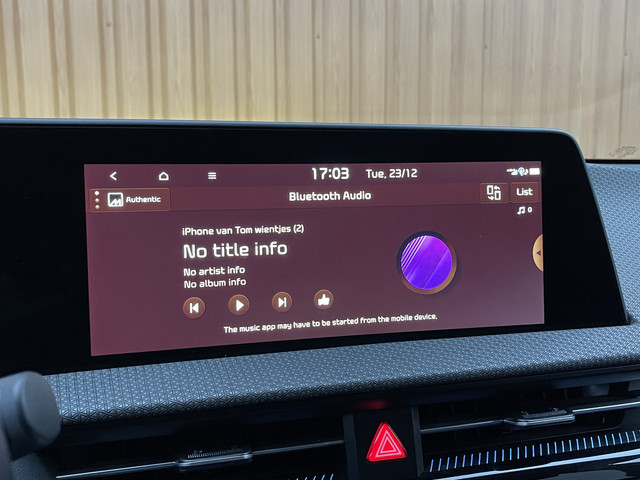 17:03 Tue, 23/12
Authentic
Bluetooth Audio
List
0
iPhone van Tom wientjes (2)
No title info
No artist info
No album info
The music app may have to be started from the mobile device.